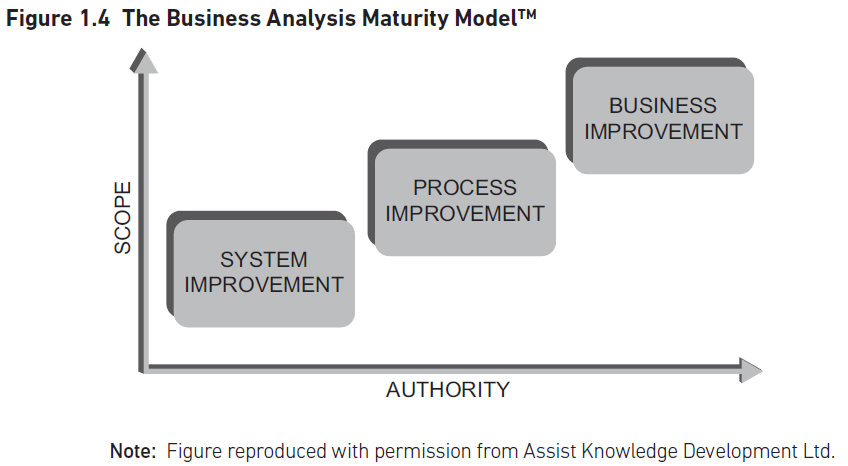 Figure 1.4 The Business Analysis Maturity Model™
BUSINESS
IMPROVEMENT
PROCESS
IMPROVEMENT
SYSTEM
IMPROVEMENT
SCOPE
AUTHORITY
Note: Figure reproduced with permission from Assist Knowledge Development Ltd.